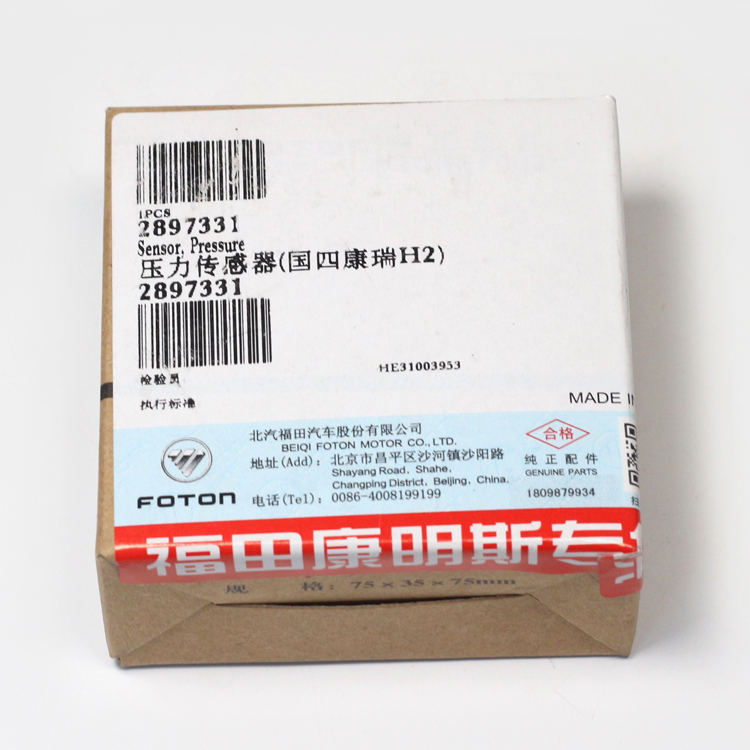 1PCS
2897331
Sensor, Pressure
压力传感器(国四康瑞H2)
2897331
HE31003953
检验员
执行标准
MADE IN
北汽福田汽车股份有限公司
BEIQI FOTON MOTOR CO., LTD.
地址(Add): 北京市昌平区沙河镇沙阳路
Shayang Road, Shahe,
Changping District, Beijing, China.
电话(Tel): 0086-4008199199
FOTON
合格
纯正配件
GENUINE PARTS
1809879934
福田康明斯专
规 格: 75×35×75mm